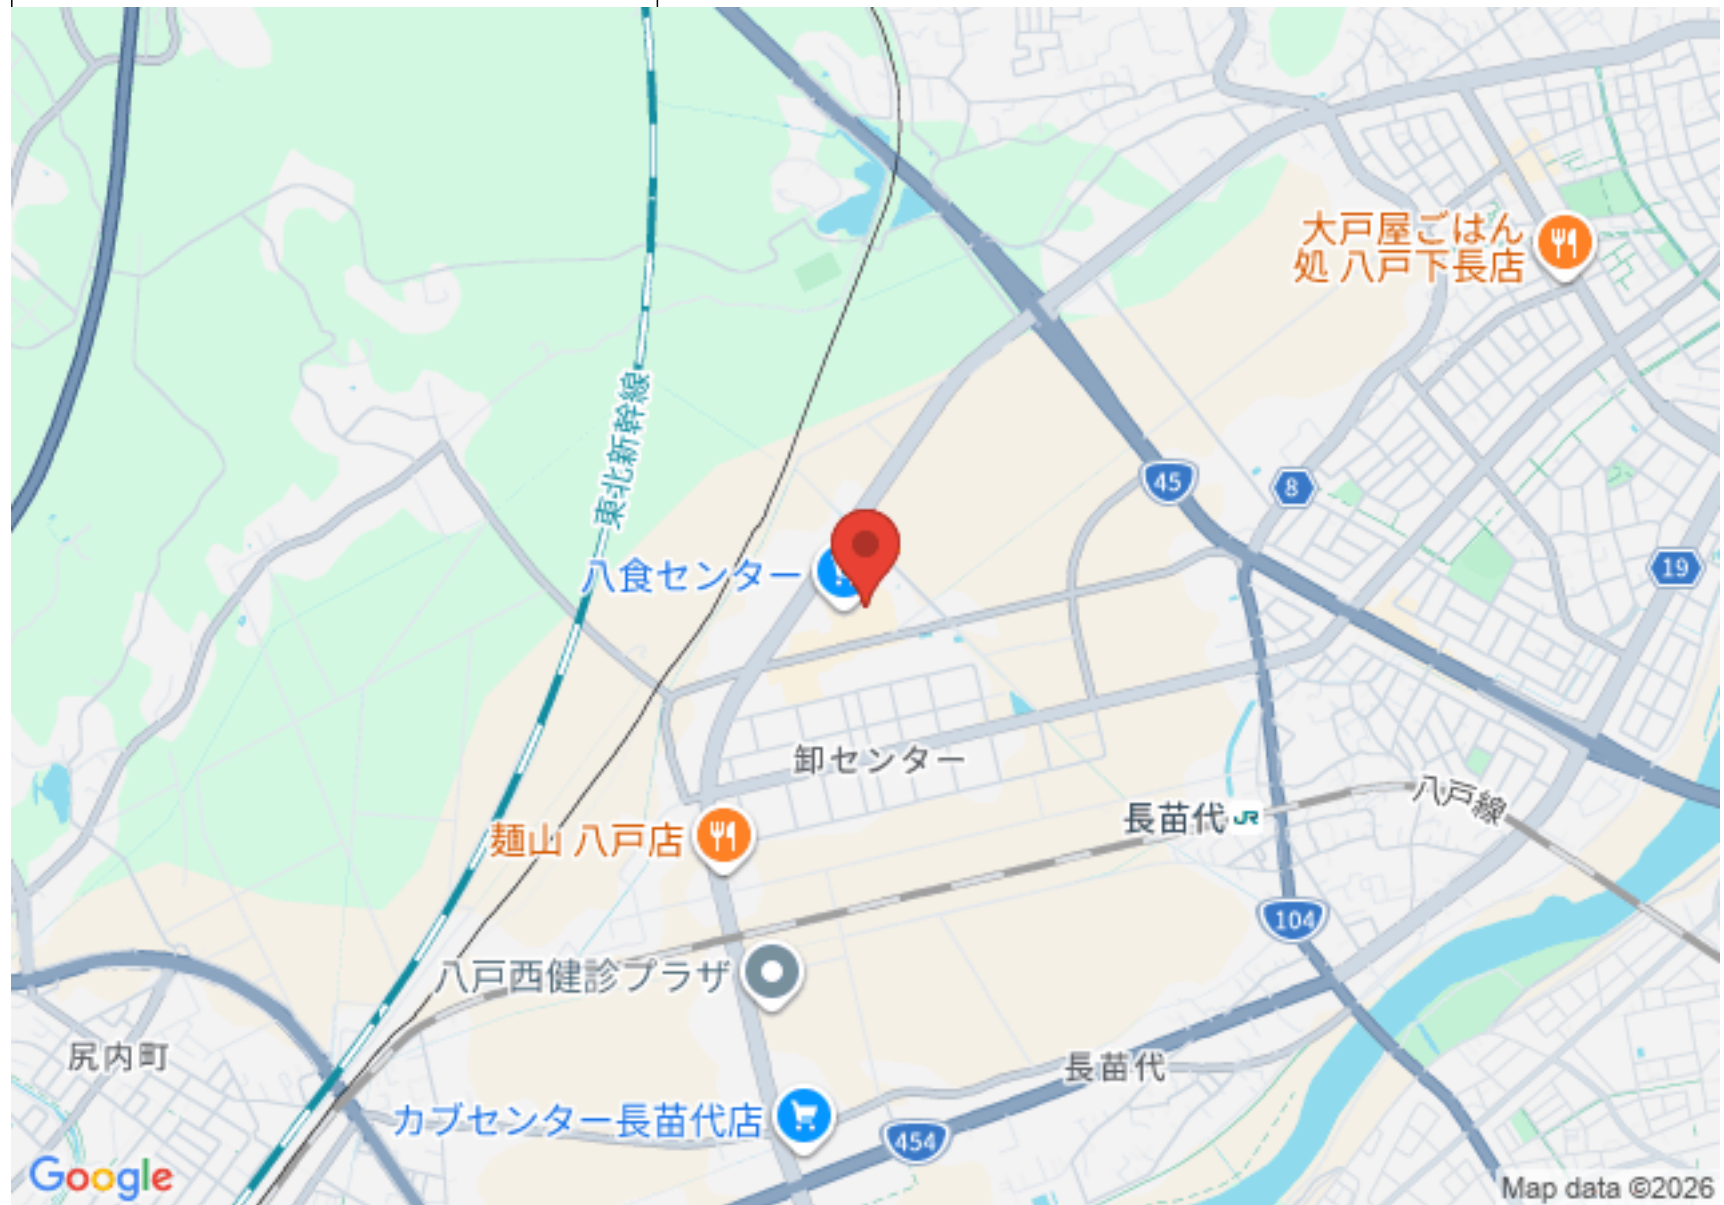 大戸屋ごはん
処 八戸下長店
東北新幹線
45
8
19
八食センター
卸センター
長苗代
八戸線
麺山 八戸店
104
八戸西健診プラザ
尻内町
長苗代
カブセンター長苗代店
454
Google
Map data ©2026